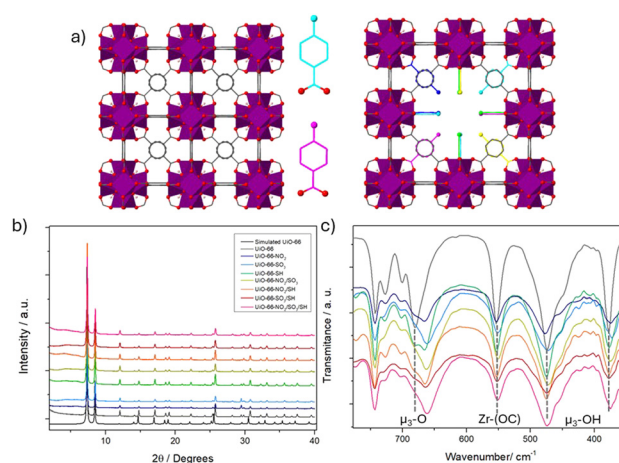 a)
b)
Intensity / a.u.
Simulated UiO-66
UiO-66
UiO-66-NO₂
UiO-66-SO₃
UiO-66-SH
UiO-66-NO₂/SO₃
UiO-66-NO₂/SH
UiO-66-SO₃/SH
UiO-66-NO₂/SO₃/SH
0
10
20
30
40
2θ / Degrees
c)
Transmitance / a. u.
μ₃-O
Zr-(OC)
μ₃-OH
700
600
500
400
Wavenumber/ cm⁻¹